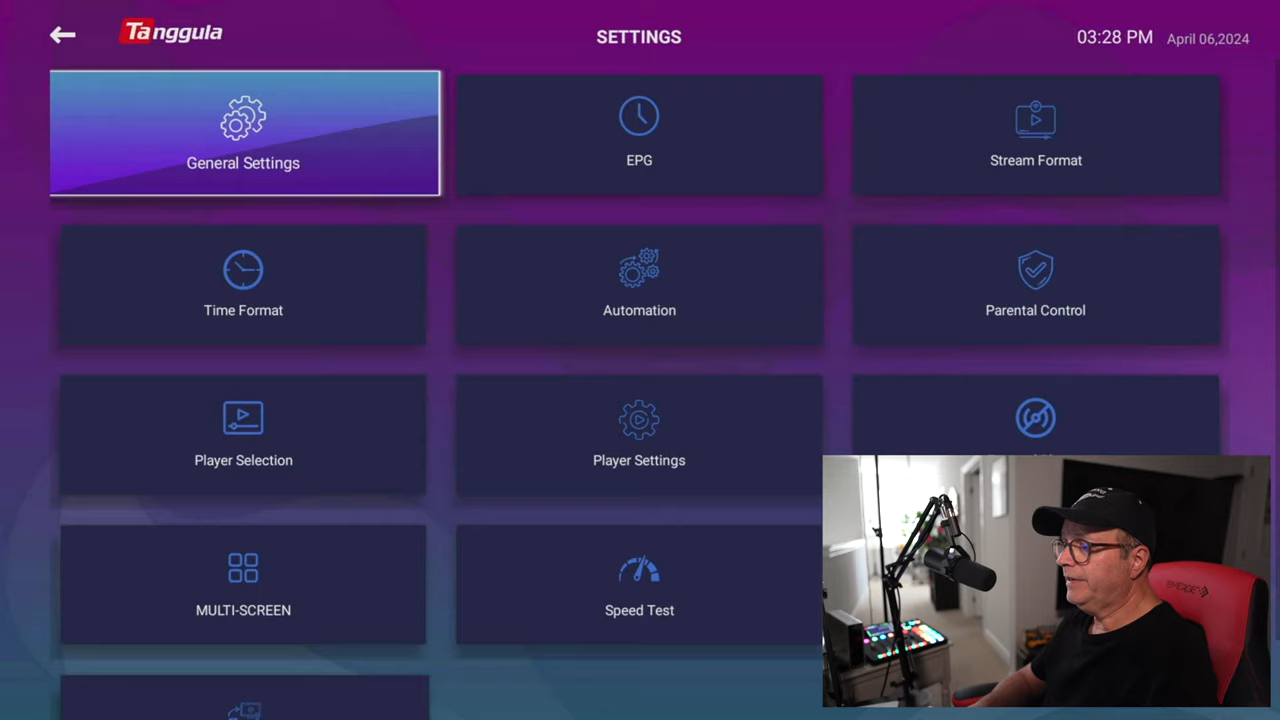 Tanggula
SETTINGS
03:28 PM April 06,2024
General Settings
EPG
Stream Format
Time Format
Automation
Parental Control
Player Selection
Player Settings
MULTI-SCREEN
Speed Test